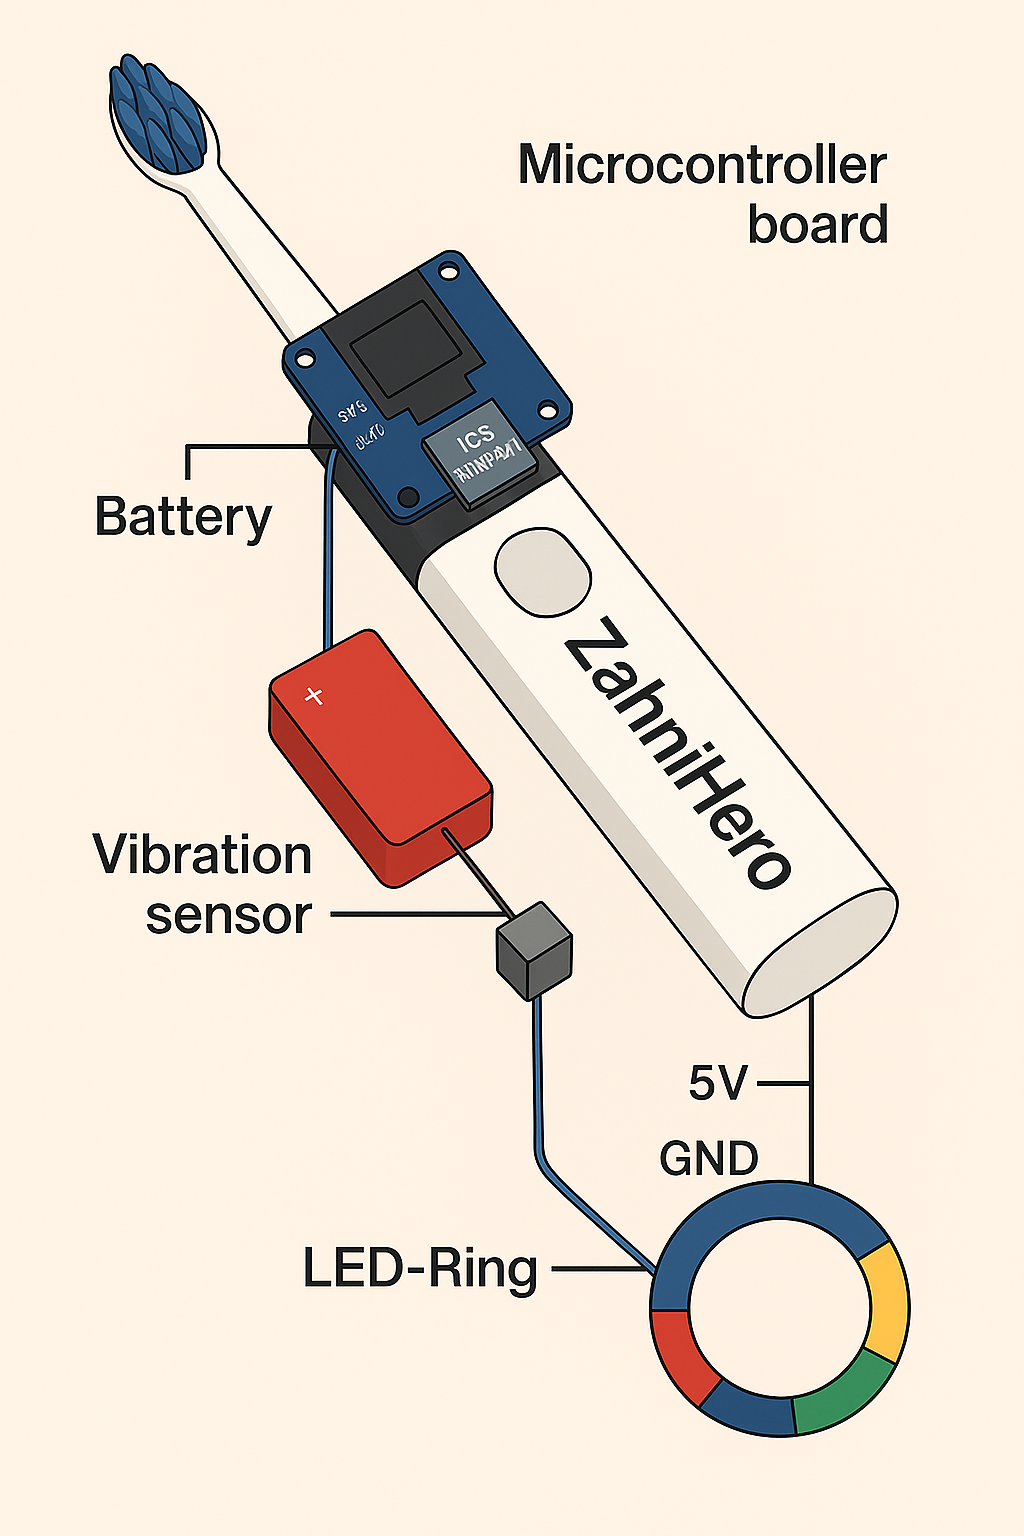 Microcontroller
board
ICS
Battery
+
ZahniHero
Vibration
sensor
5V
GND
LED-Ring